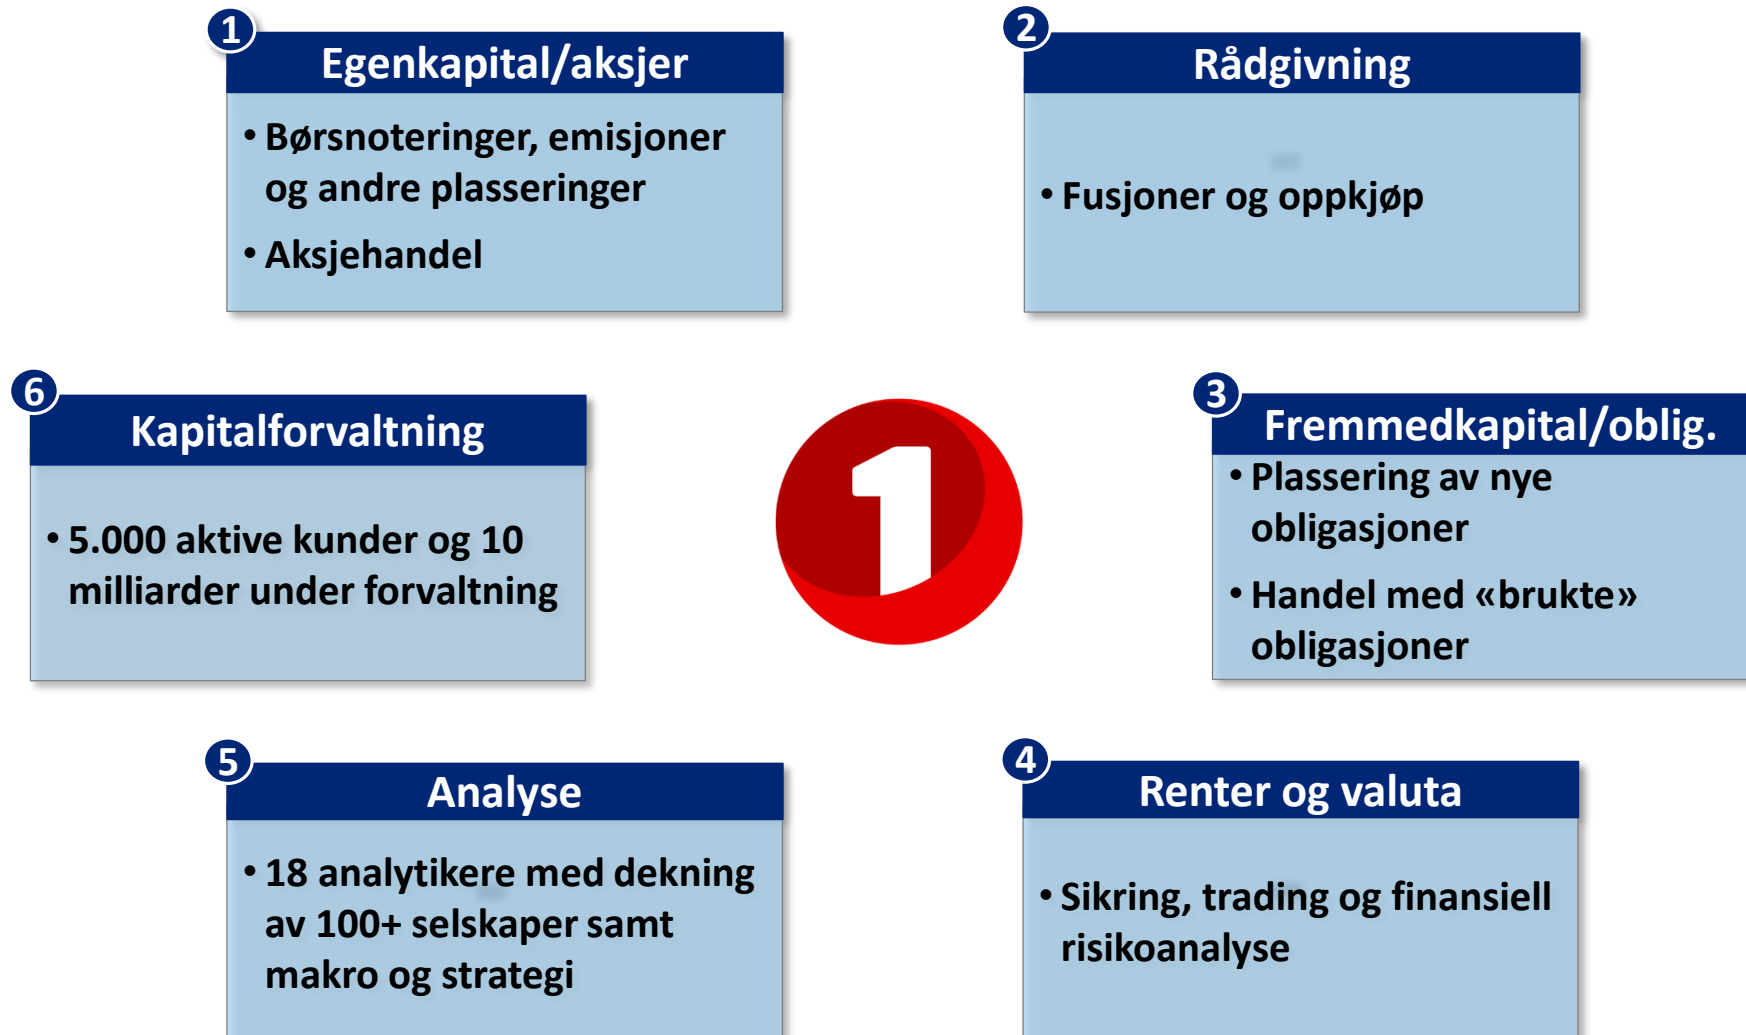 1
Egenkapital/aksjer
• Børsnoteringer, emisjoner
og andre plasseringer
• Aksjehandel
2
Rådgivning
• Fusjoner og oppkjøp
3
Fremmedkapital/oblig.
• Plassering av nye
obligasjoner
• Handel med «brukte»
obligasjoner
4
Renter og valuta
• Sikring, trading og finansiell
risikoanalyse
5
Analyse
• 18 analytikere med dekning
av 100+ selskaper samt
makro og strategi
6
Kapitalforvaltning
• 5.000 aktive kunder og 10
milliarder under forvaltning
1